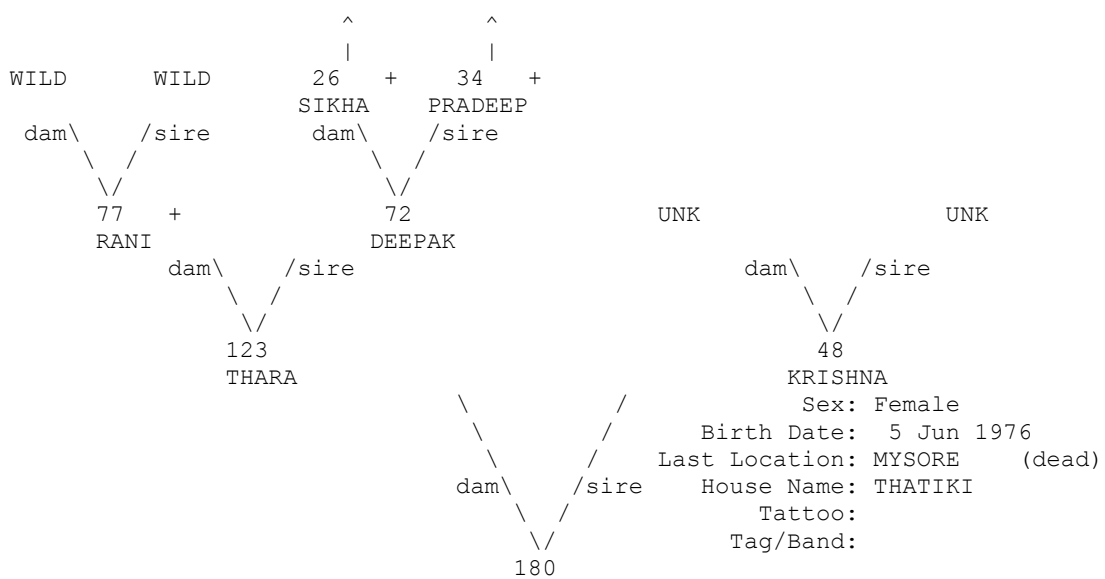 ^ ^
| |
WILD WILD 26 + 34 +
SIKHA PRADEEP
dam\ /sire dam\ /sire
\ / \ /
\/ \/
77 + 72 UNK UNK
RANI DEEPAK
dam\ /sire dam\ /sire
\ / \ /
\/ \/
123 48
THARA KRISHNA
\ / Sex: Female
\ / Birth Date: 5 Jun 1976
\ / Last Location: MYSORE (dead)
dam\ /sire House Name: THATIKI
\ / Tattoo:
\/ Tag/Band:
180